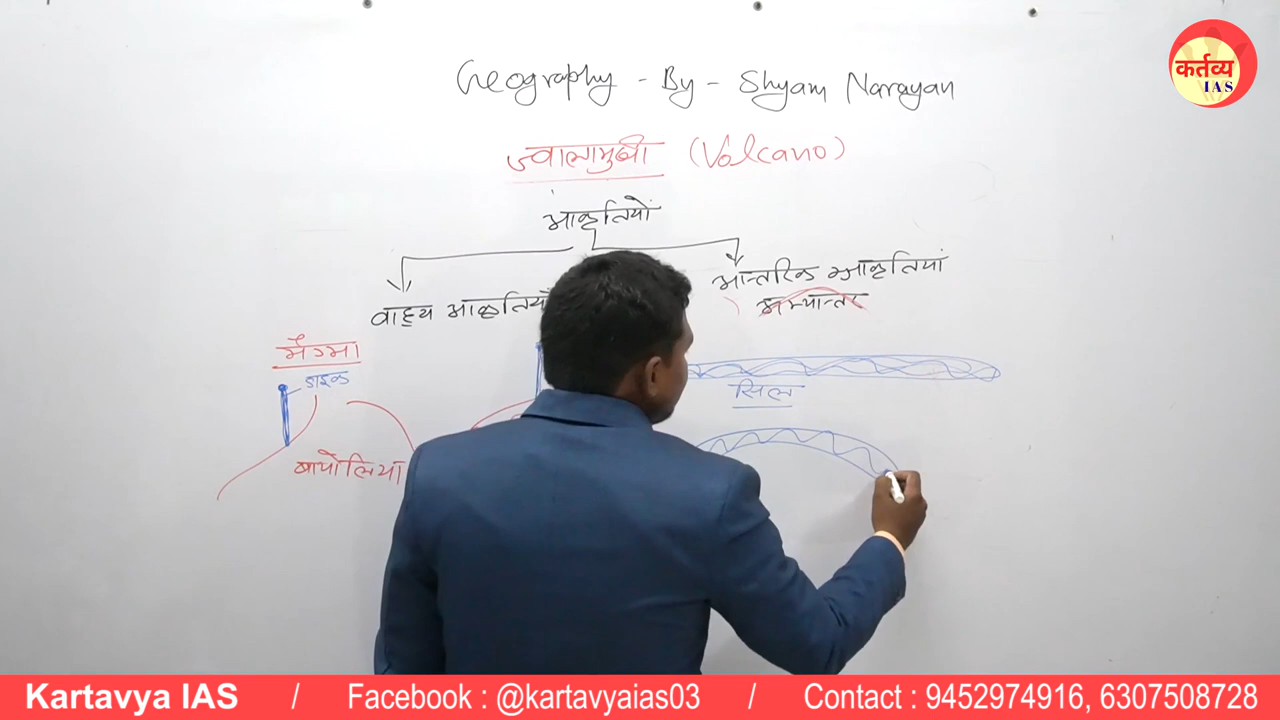 कर्तव्य
IAS
Geography - By - Shyam Narayan
ज्वालामुखी (Volcano)
आकृतियों
वाह्य आकृतियों
आन्तरिक आकृतियां
अभ्यान्त
मैग्मा
डाइक
सिल
बाथोलिथ
Kartavya IAS / Facebook : @kartavyaias03 / Contact : 9452974916, 6307508728